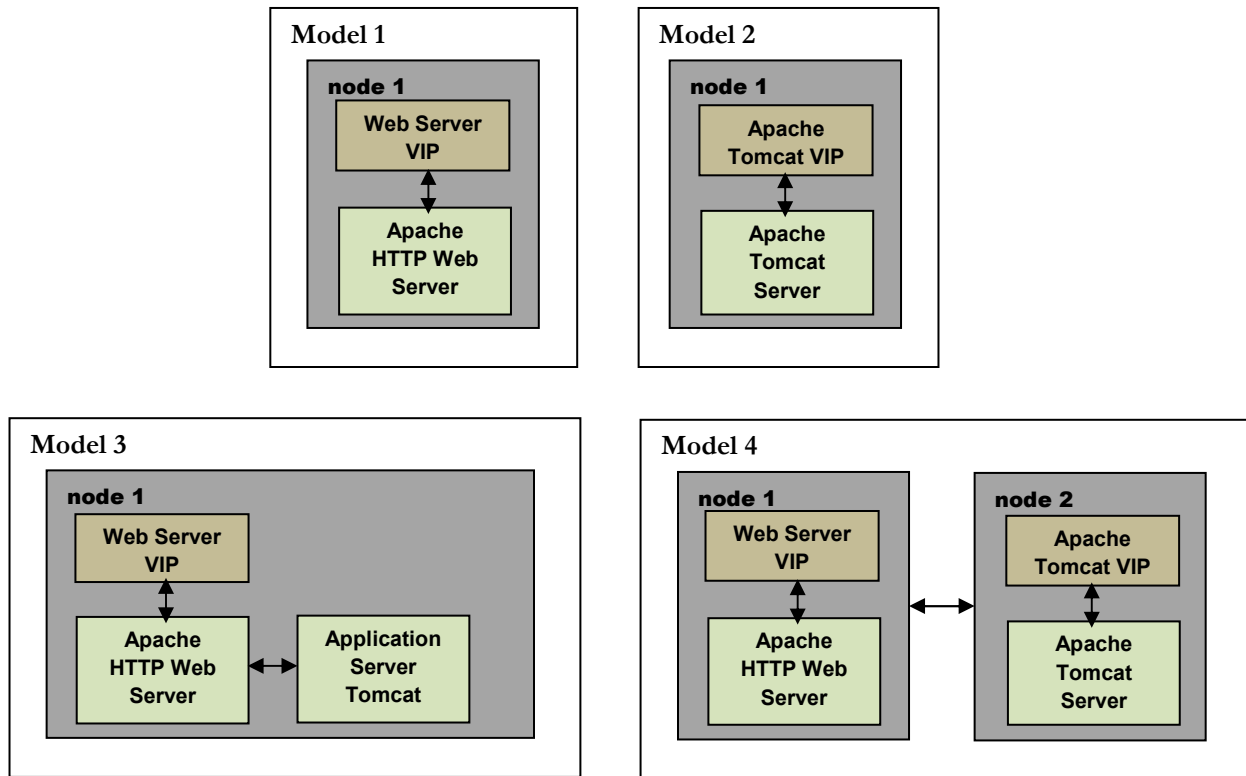 Model 1
node 1
Web Server
VIP
Apache
HTTP Web
Server
Model 2
node 1
Apache
Tomcat VIP
Apache
Tomcat
Server
Model 3
node 1
Web Server
VIP
Apache
HTTP Web
Server
Application
Server
Tomcat
Model 4
node 1
Web Server
VIP
Apache
HTTP Web
Server
node 2
Apache
Tomcat VIP
Apache
Tomcat
Server